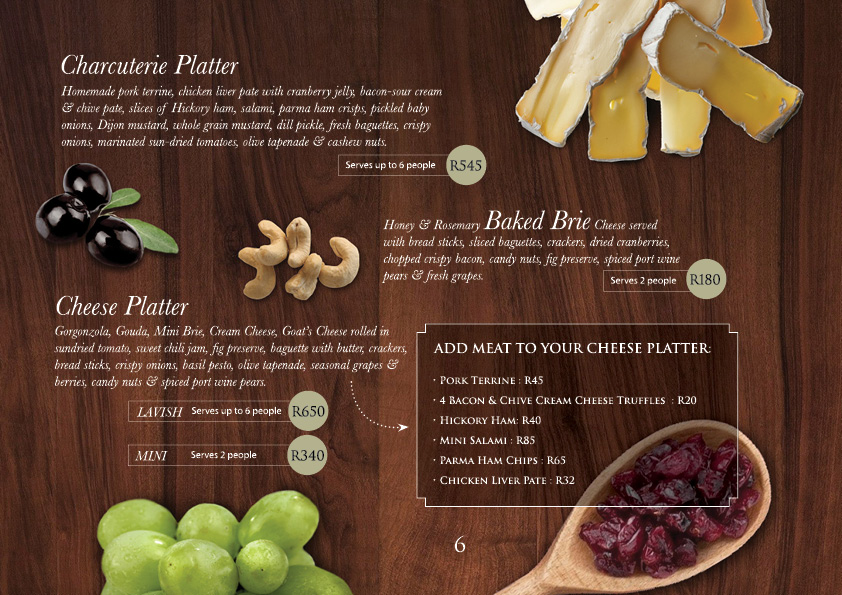 Charcuterie Platter
Homemade pork terrine, chicken liver pate with cranberry jelly, bacon-sour cream
& chive pate, slices of Hickory ham, salami, parma ham crisps, pickled baby
onions, Dijon mustard, whole grain mustard, dill pickle, fresh baguettes, crispy
onions, marinated sun-dried tomatoes, olive tapenade & cashew nuts.
Serves up to 6 people R545
Honey & Rosemary Baked Brie Cheese served
with bread sticks, sliced baguettes, crackers, dried cranberries,
chopped crispy bacon, candy nuts, fig preserve, spiced port wine
pears & fresh grapes.
Serves 2 people R180
Cheese Platter
Gorgonzola, Gouda, Mini Brie, Cream Cheese, Goat's Cheese rolled in
sundried tomato, sweet chili jam, fig preserve, baguette with butter, crackers,
bread sticks, crispy onions, basil pesto, olive tapenade, seasonal grapes &
berries, candy nuts & spiced port wine pears.
LAVISH Serves up to 6 people R650
MINI Serves 2 people R340
ADD MEAT TO YOUR CHEESE PLATTER:
· Pork Terrine : R45
· 4 Bacon & Chive Cream Cheese Truffles : R20
· Hickory Ham: R40
· Mini Salami : R85
· Parma Ham Chips : R65
· Chicken Liver Pate : R32
6